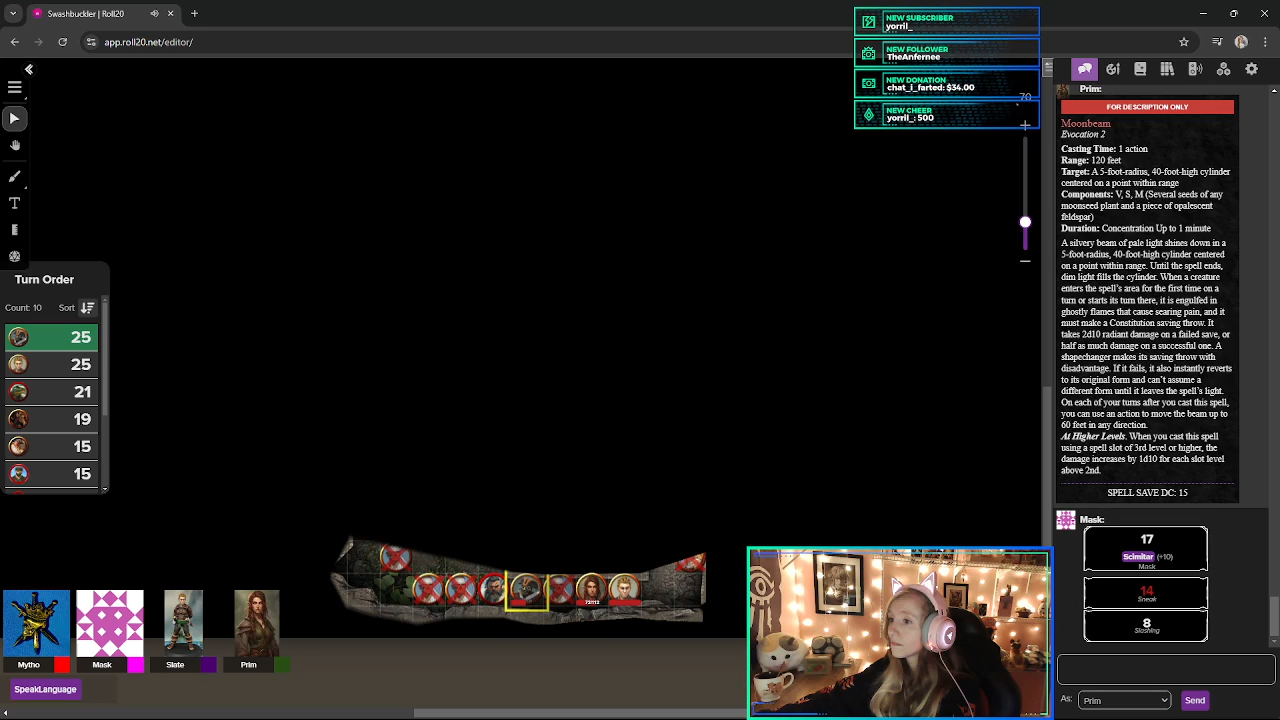 Swans
app.roll20.net/editor/
NEW SUBSCRIBER
yorril_
NEW FOLLOWER
TheAnfernee
NEW DONATION
chat_i_farted: $34.00
NEW CHEER
yorril_: 500
70
Turn Order
Count: 10
Sort
25
25
21
19
15
15
FOR DESCRIPTION ONLY
Moonbeam
Evocation 2
Casting Time: 1 action
Range: 120 feet
Target: A 5-foot-radius, 40-foot-high cylinder
centered on a point within range
Components: V, S, M (Several seeds of any
moonseed plant and a piece of opalescent
feldspar)
Duration: Concentration Up to 1 minute
A silvery beam of pale light shines down in a
5-foot-radius, 40-foot-high cylinder centered
on a point within range. Until the spell ends,
dim light fills the cylinder. When a creature
enters the spell's area for the first time on a
turn or starts its turn there, it is engulfed in
ghostly flames that cause searing pain, and it
must make a Constitution saving throw. It
takes 2d10 radiant damage on a failed save, or
half as much damage on a successful one. A
shapechanger makes its saving throw with
disadvantage. If it fails, it also instantly reverts
to its original form and can't assume a
different form until it leaves the spell's light.
On each of your turns after you cast this spell,
you can use an action to move the beam up to
60 feet in any direction.
At Higher Levels. When you cast this spell
using a spell slot of 3rd level or higher, the
damage increases by 1d10 for each slot level
above 2nd.
SPELL SAVE DC: 15
Mask:
17
Scimitar (+10)
Mask
14
Sneak
8
Slashing
As:
Prim
Send
72/112
Mytho
Mask
Slate
Prim
SpeakLanguage